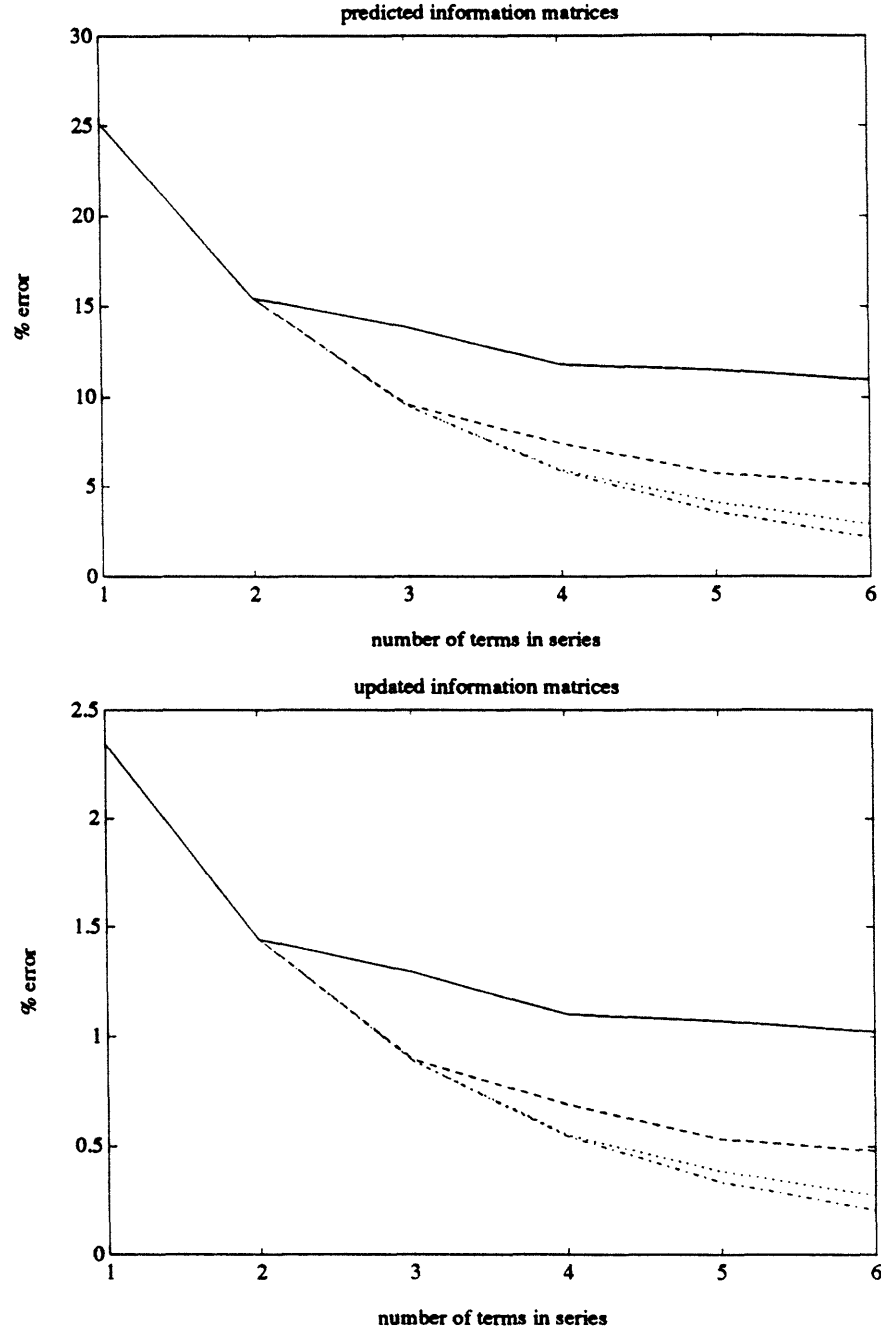 predicted information matrices
30
25
20
15
10
5
0
% error
1 2 3 4 5 6
number of terms in series
updated information matrices
2.5
2
1.5
1
0.5
0
% error
1 2 3 4 5 6
number of terms in series